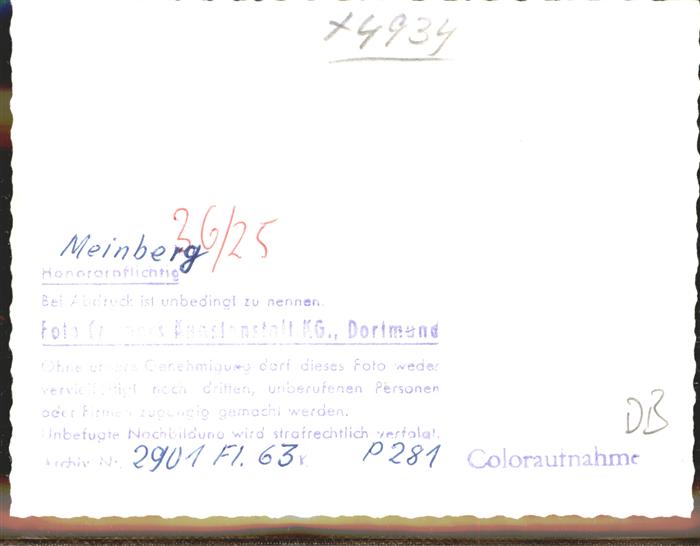 x4934
36/25
Meinberg
Honorarpflichtig
Bei Abdruck ist unbedingt zu nennen.
Foto Cramers Kunstanstalt KG., Dortmund
Ohne unsere Genehmigung darf dieses Foto weder
vervielfältigt noch dritten, unberufenen Personen
oder Firmen zugängig gemacht werden.
Unbefugte Nachbildung wird strafrechtlich verfolgt.
DB
Archiv Nr. 2901 Fl. 63 K. P 281 Coloraufnahme